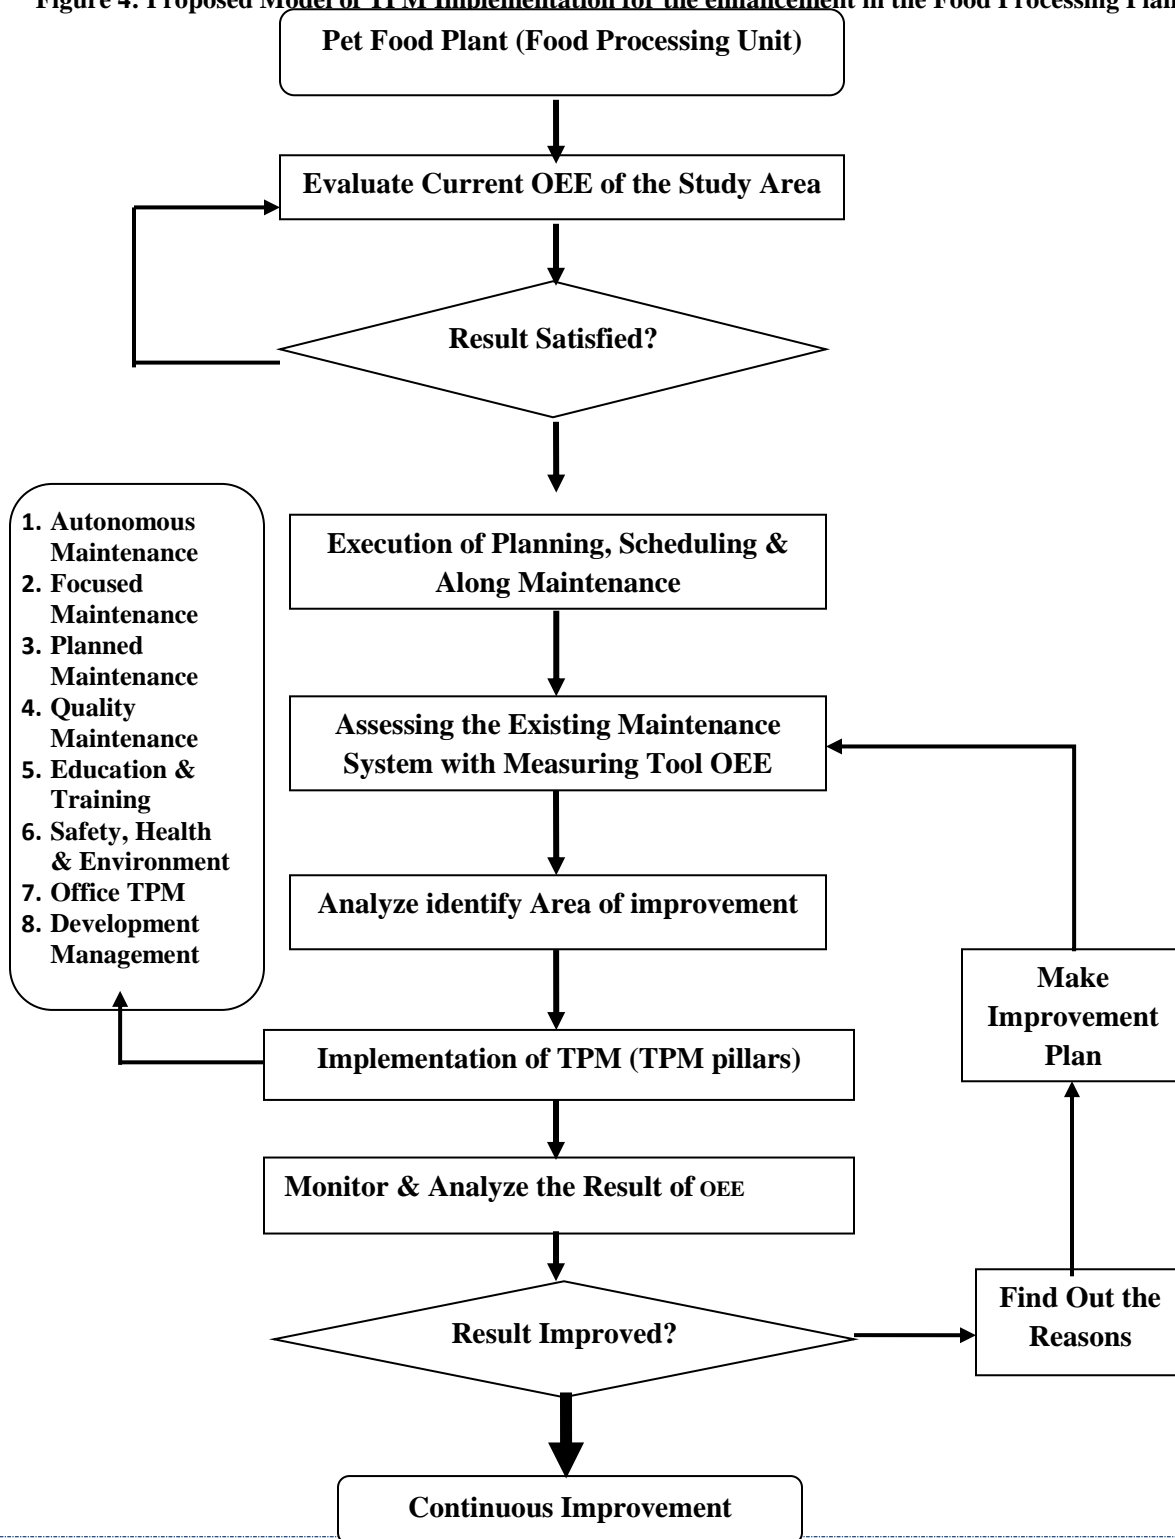 Figure 4: Proposed Model of TPM Implementation for the enhancement in the Food Processing Plan
Pet Food Plant (Food Processing Unit)
Evaluate Current OEE of the Study Area
Result Satisfied?
Execution of Planning, Scheduling &
Along Maintenance
1. Autonomous
Maintenance
2. Focused
Maintenance
3. Planned
Maintenance
4. Quality
Maintenance
5. Education &
Training
6. Safety, Health
& Environment
7. Office TPM
8. Development
Management
Assessing the Existing Maintenance
System with Measuring Tool OEE
Analyze identify Area of improvement
Make
Improvement
Plan
Implementation of TPM (TPM pillars)
Monitor & Analyze the Result of OEE
Result Improved?
Find Out the
Reasons
Continuous Improvement